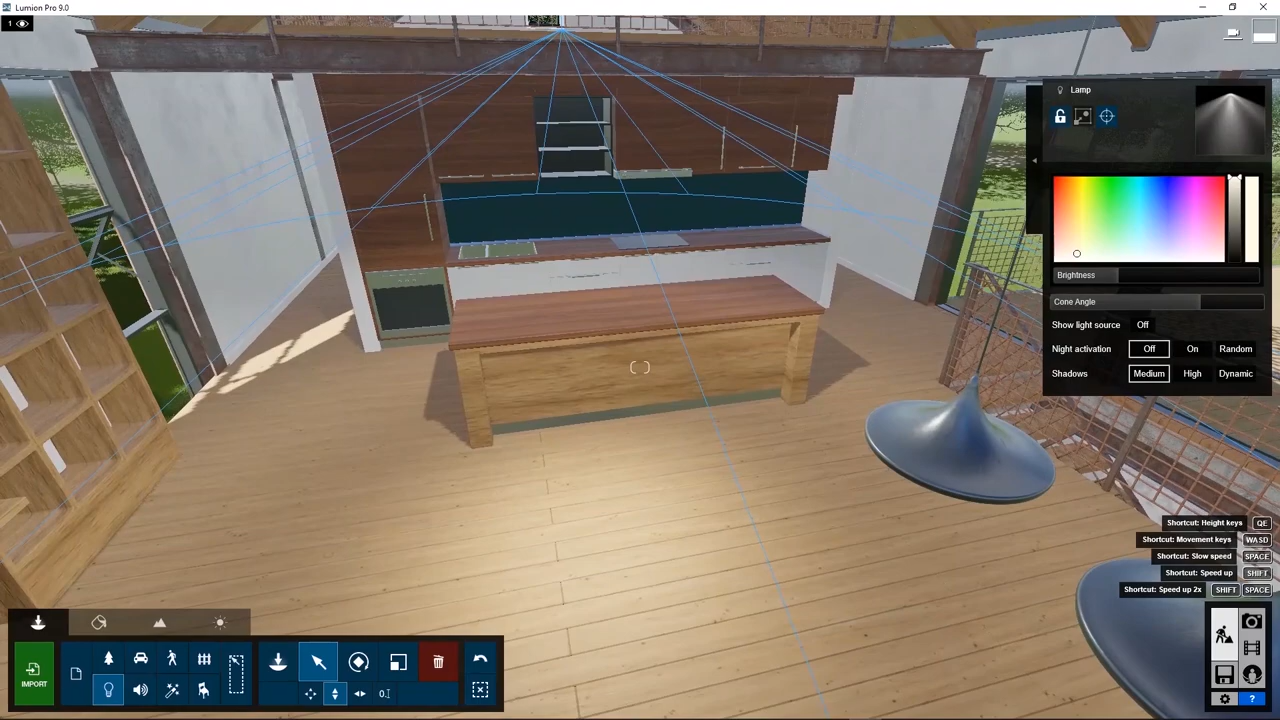 Lumion Pro 9.0
1
Lamp
Brightness
Cone Angle
Show light source Off
Night activation Off On Random
Shadows Medium High Dynamic
Shortcut: Height keys QE
Shortcut: Movement keys WASD
Shortcut: Slow speed SPACE
Shortcut: Speed up SHIFT
Shortcut: Speed up 2x SHIFT SPACE
IMPORT
?